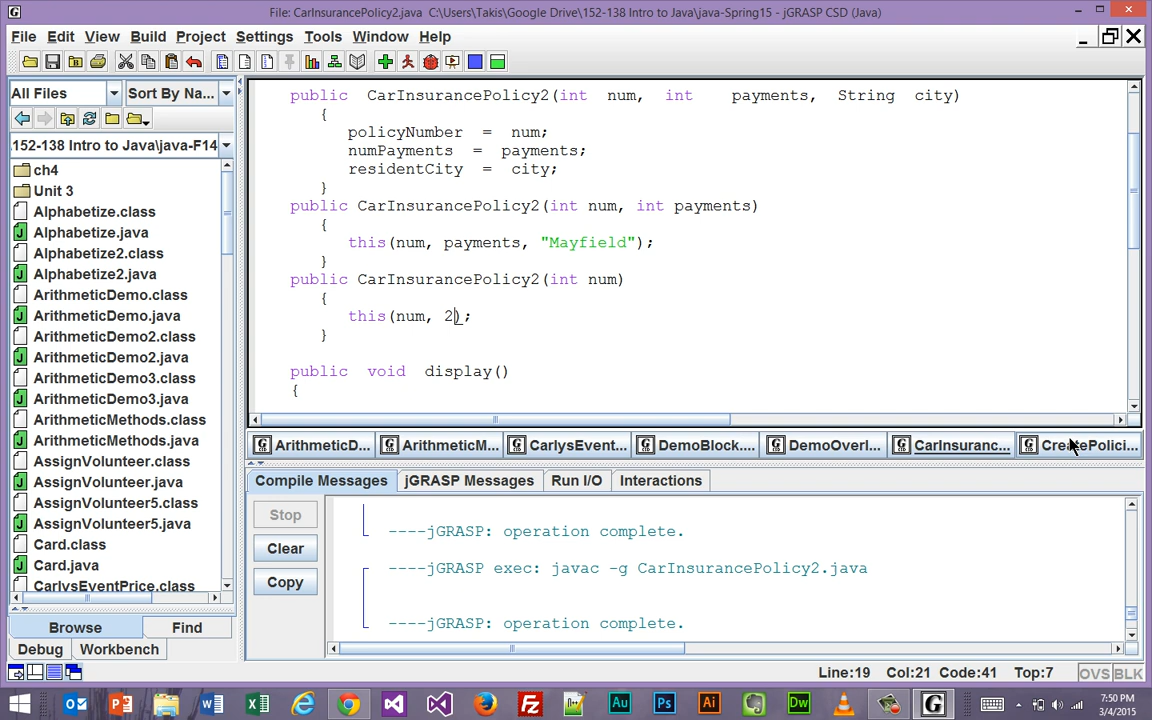 File: CarInsurancePolicy2.java  C:\Users\Takis\Google Drive\152-138 Intro to Java\java-Spring15 - jGRASP CSD (Java)
File Edit View Build Project Settings Tools Window Help
All Files
Sort By Na...
.152-138 Intro to Java\java-F14
ch4
Unit 3
Alphabetize.class
Alphabetize.java
Alphabetize2.class
Alphabetize2.java
ArithmeticDemo.class
ArithmeticDemo.java
ArithmeticDemo2.class
ArithmeticDemo2.java
ArithmeticDemo3.class
ArithmeticDemo3.java
ArithmeticMethods.class
ArithmeticMethods.java
AssignVolunteer.class
AssignVolunteer.java
AssignVolunteer5.class
AssignVolunteer5.java
Card.class
Card.java
CarlysEventPrice.class
Browse Find
Debug Workbench
public CarInsurancePolicy2(int num, int payments, String city)
{
policyNumber = num;
numPayments = payments;
residentCity = city;
}
public CarInsurancePolicy2(int num, int payments)
{
this(num, payments, "Mayfield");
}
public CarInsurancePolicy2(int num)
{
this(num, 2);
}
public void display()
{
ArithmeticD... ArithmeticM... CarlysEvent... DemoBlock.... DemoOverl... CarInsuranc... CreatePolici...
Compile Messages jGRASP Messages Run I/O Interactions
Stop
Clear
Copy
----jGRASP: operation complete.
----jGRASP exec: javac -g CarInsurancePolicy2.java
----jGRASP: operation complete.
Line:19 Col:21 Code:41 Top:7 OVS BLK
7:50 PM
3/4/2015